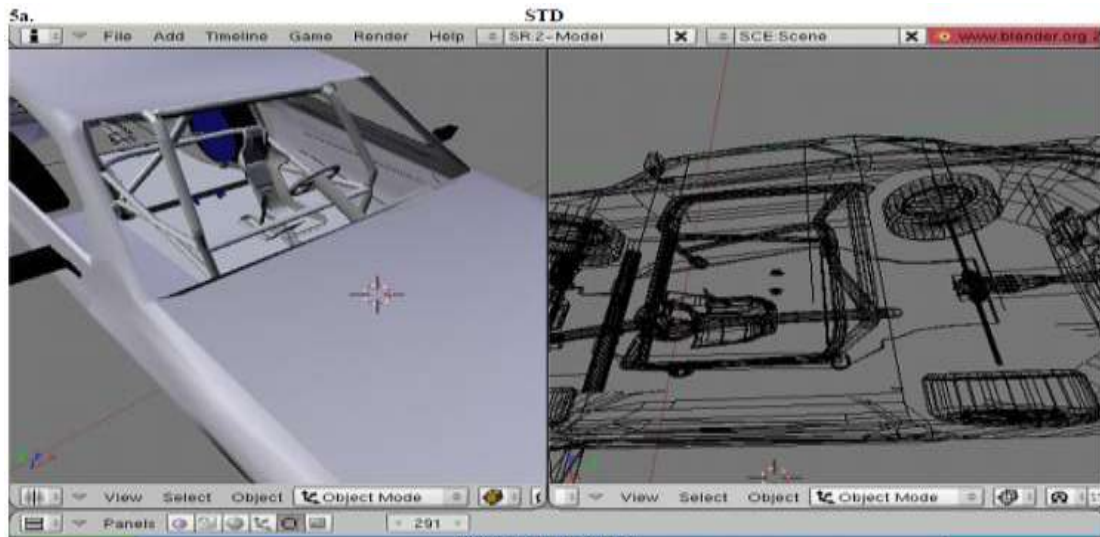 5a. STD
File Add Timeline Game Render Help SR:2-Model SCE:Scene www.blender.org
View Select Object Object Mode View Select Object Object Mode
Panels 291